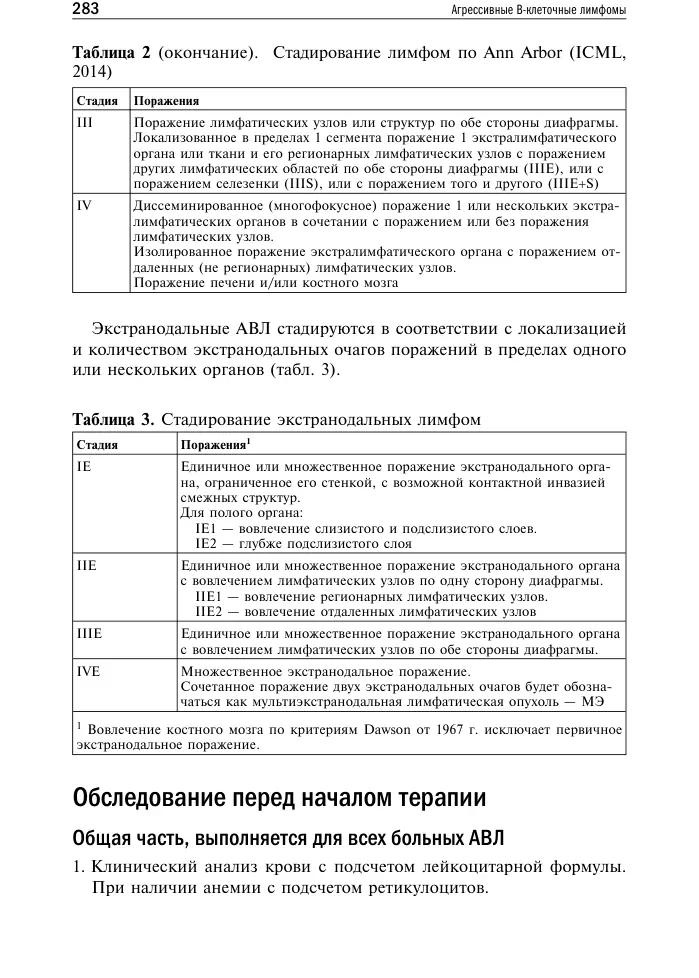 283
Агрессивные В-клеточные лимфомы
Таблица 2 (окончание). Стадирование лимфом по Ann Arbor (ICML,
2014)
Стадия Поражения
III Поражение лимфатических узлов или структур по обе стороны диафрагмы.
Локализованное в пределах 1 сегмента поражение 1 экстралимфатического
органа или ткани и его регионарных лимфатических узлов с поражением
других лимфатических областей по обе стороны диафрагмы (IIIE), или с
поражением селезенки (IIIS), или с поражением того и другого (IIIE+S)
IV Диссеминированное (многофокусное) поражение 1 или нескольких экстра-
лимфатических органов в сочетании с поражением или без поражения
лимфатических узлов.
Изолированное поражение экстралимфатического органа с поражением от-
даленных (не регионарных) лимфатических узлов.
Поражение печени и/или костного мозга
Экстранодальные АВЛ стадируются в соответствии с локализацией
и количеством экстранодальных очагов поражений в пределах одного
или нескольких органов (табл. 3).
Таблица 3. Стадирование экстранодальных лимфом
Стадия Поражения¹
IE Единичное или множественное поражение экстранодального орга-
на, ограниченное его стенкой, с возможной контактной инвазией
смежных структур.
Для полого органа:
IE1 — вовлечение слизистого и подслизистого слоев.
IE2 — глубже подслизистого слоя
IIE Единичное или множественное поражение экстранодального органа
с вовлечением лимфатических узлов по одну сторону диафрагмы.
IIE1 — вовлечение регионарных лимфатических узлов.
IIE2 — вовлечение отдаленных лимфатических узлов
IIIE Единичное или множественное поражение экстранодального органа
с вовлечением лимфатических узлов по обе стороны диафрагмы.
IVE Множественное экстранодальное поражение.
Сочетанное поражение двух экстранодальных очагов будет обозна-
чаться как мультиэкстранодальная лимфатическая опухоль — МЭ
¹ Вовлечение костного мозга по критериям Dawson от 1967 г. исключает первичное
экстранодальное поражение.
Обследование перед началом терапии
Общая часть, выполняется для всех больных АВЛ
1. Клинический анализ крови с подсчетом лейкоцитарной формулы.
При наличии анемии с подсчетом ретикулоцитов.